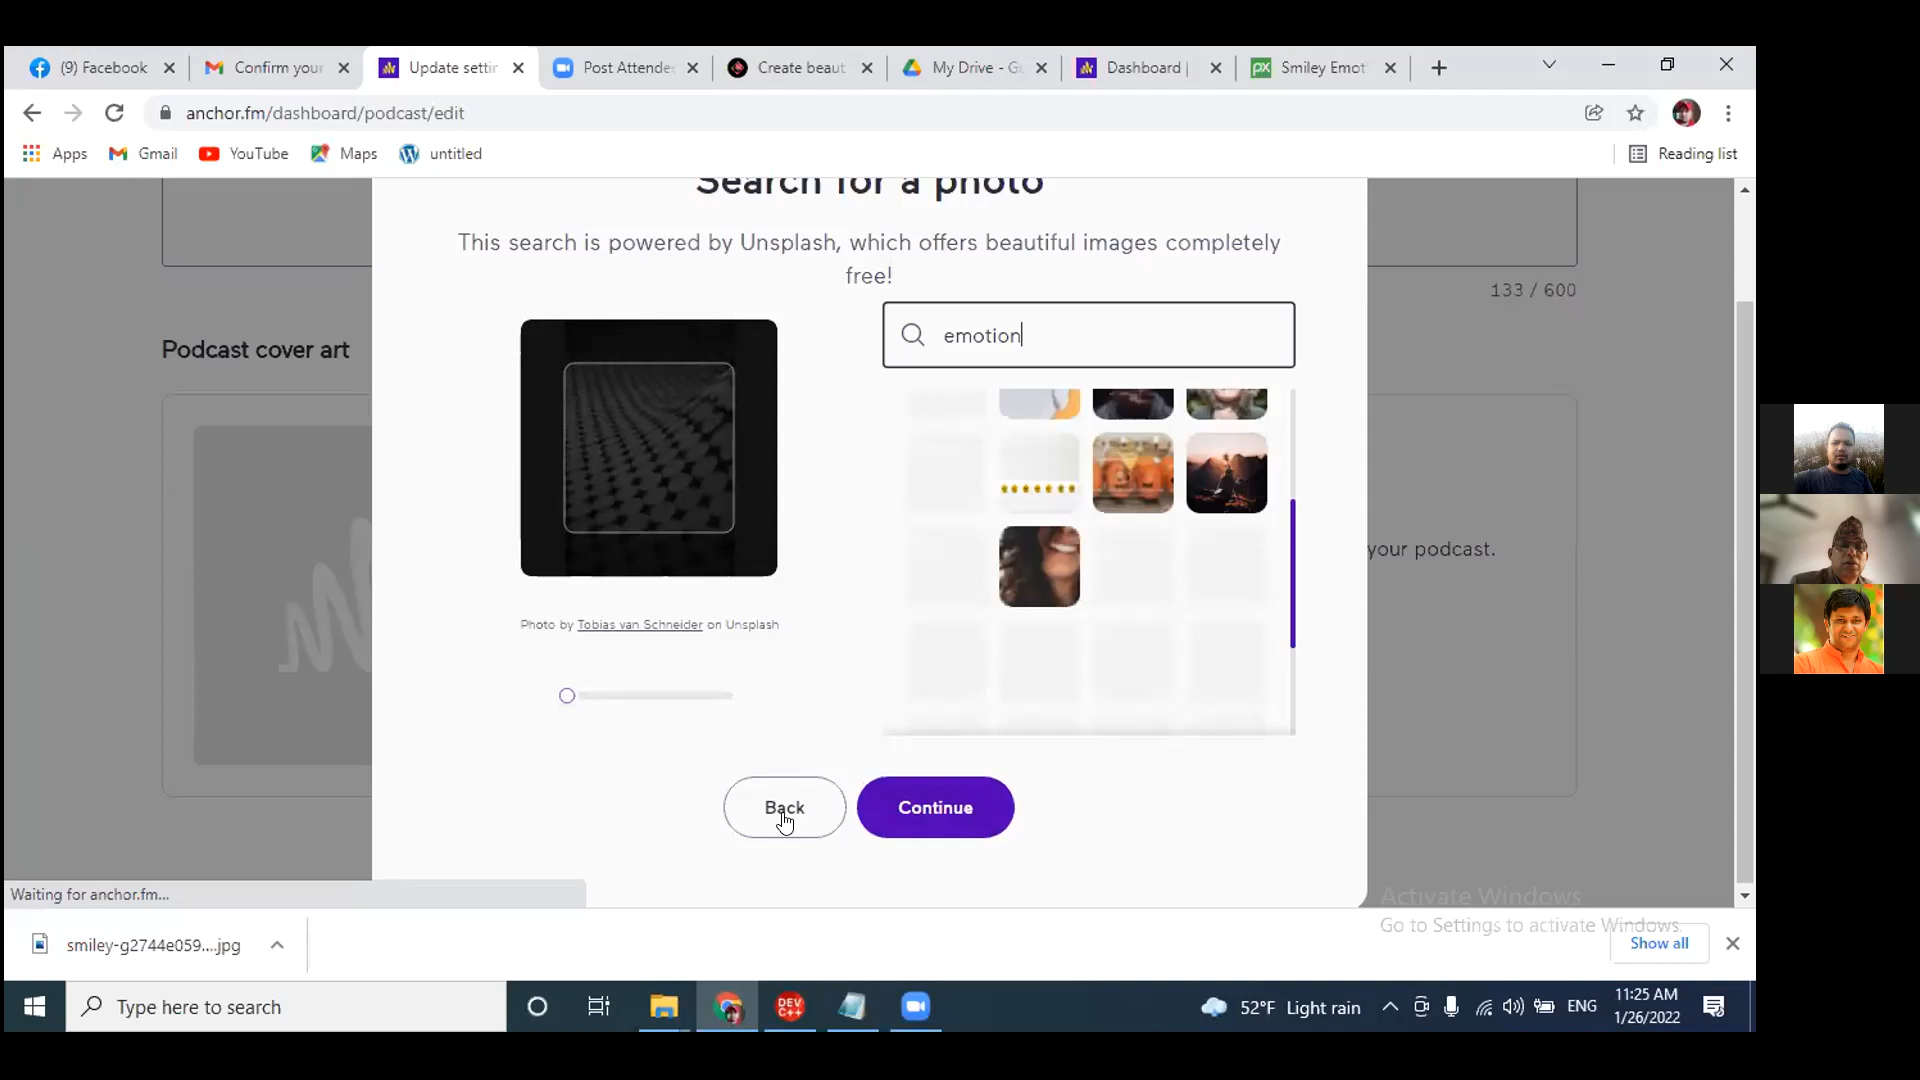 (9) Facebook
Confirm your
Update settin
Post Attende
Create beaut
My Drive - G
Dashboard |
Smiley Emot
anchor.fm/dashboard/podcast/edit
Apps
Gmail
YouTube
Maps
untitled
Reading list
Search for a photo
This search is powered by Unsplash, which offers beautiful images completely
free!
133 / 600
emotion
Podcast cover art
your podcast.
Photo by Tobias van Schneider on Unsplash
Back
Continue
Waiting for anchor.fm...
Activate Windows
Go to Settings to activate Windows.
smiley-g2744e059....jpg
Show all
Type here to search
DEV
C++
52°F Light rain
ENG
11:25 AM
1/26/2022